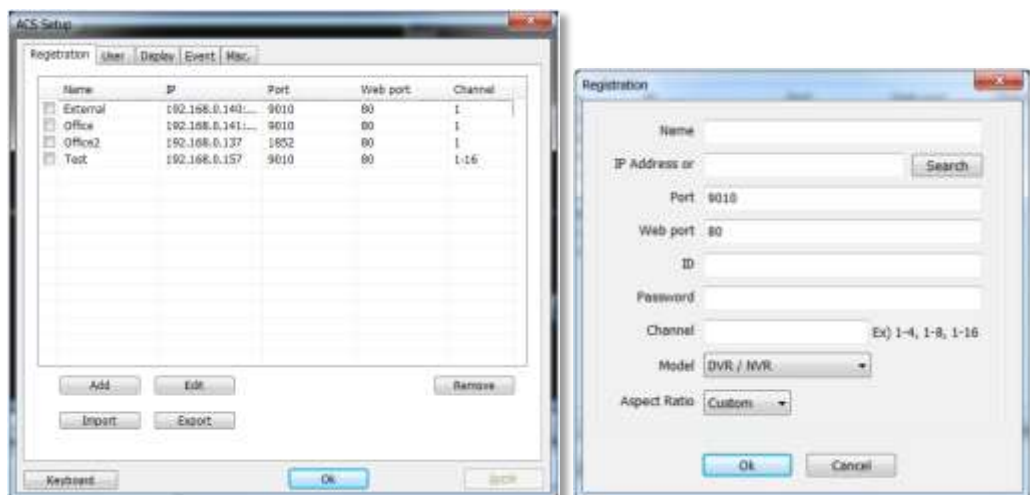 ACS Setup
Registration User Display Event Misc.
Name IP Port Web port Channel
External 192.168.0.140:... 9010 80 1
Office 192.168.0.141:... 9010 80 1
Office2 192.168.0.137 1852 80 1
Test 192.168.0.157 9010 80 1-16
Add Edit Remove
Import Export
Keyboard Ok
Registration
Name
IP Address or Search
Port 9010
Web port 80
ID
Password
Channel Ex) 1-4, 1-8, 1-16
Model DVR / NVR
Aspect Ratio Custom
Ok Cancel